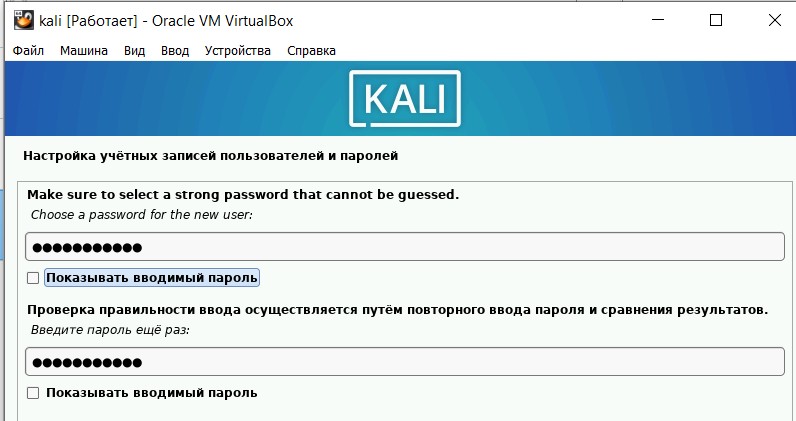 kali [Работает] - Oracle VM VirtualBox
Файл Машина Вид Ввод Устройства Справка
KALI
Настройка учётных записей пользователей и паролей
Make sure to select a strong password that cannot be guessed.
Choose a password for the new user:
●●●●●●●●●●●
Показывать вводимый пароль
Проверка правильности ввода осуществляется путём повторного ввода пароля и сравнения результатов.
Введите пароль ещё раз:
●●●●●●●●●●●
Показывать вводимый пароль